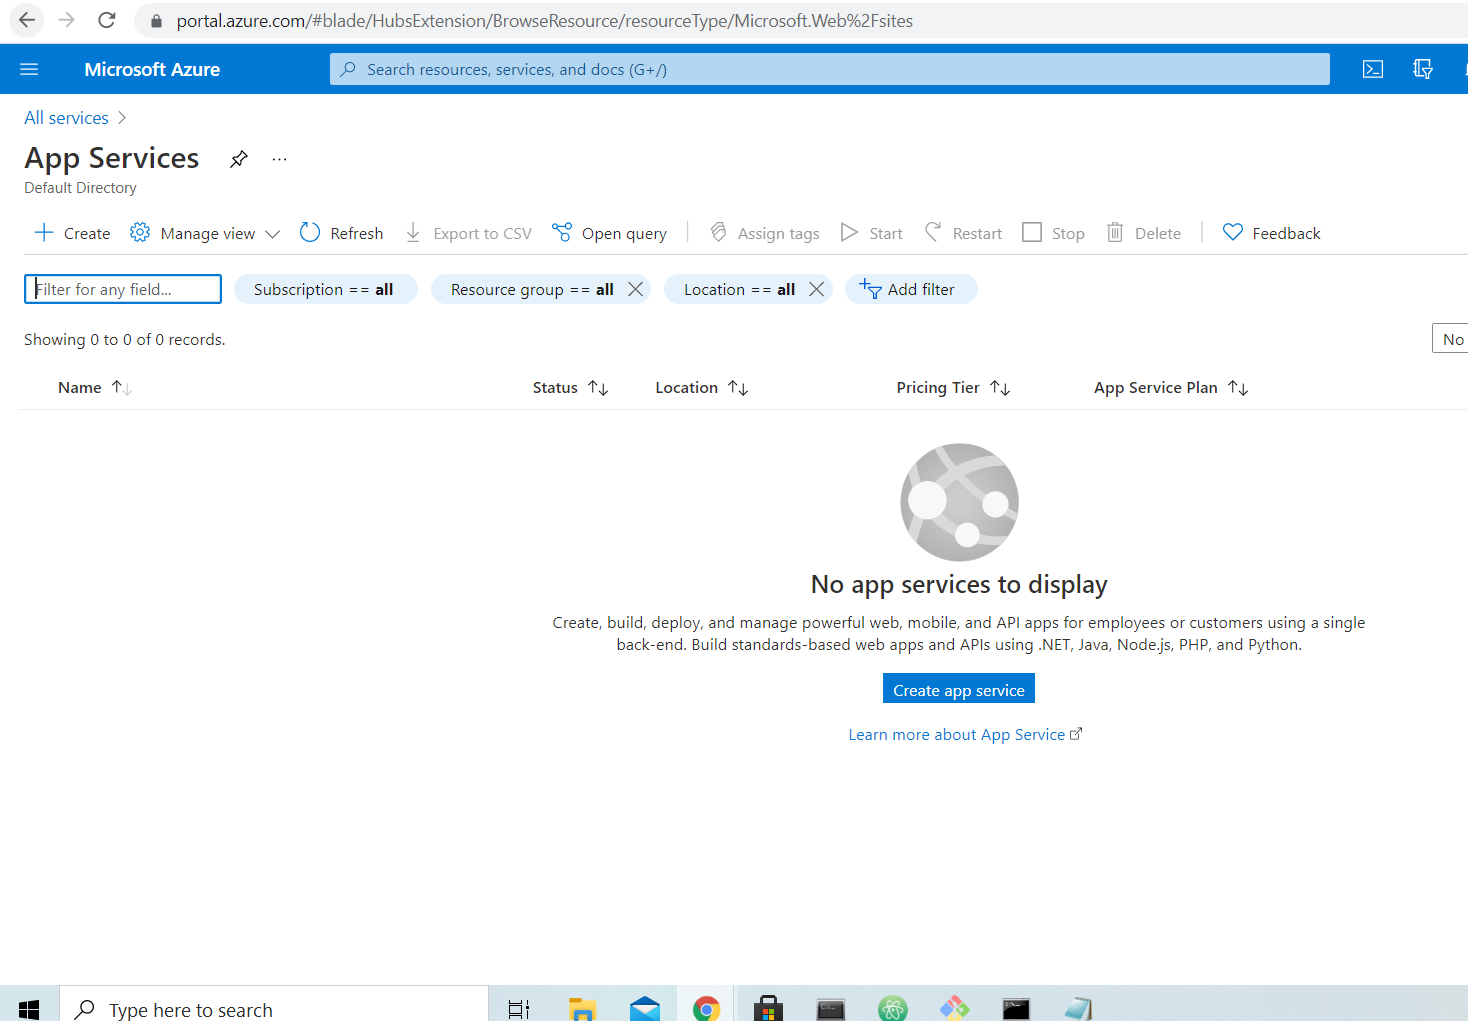 portal.azure.com/#blade/HubsExtension/BrowseResource/resourceType/Microsoft.Web%2Fsites
Microsoft Azure
Search resources, services, and docs (G+/)
All services
App Services
Default Directory
Create Manage view Refresh Export to CSV Open query Assign tags Start Restart Stop Delete Feedback
Filter for any field... Subscription == all Resource group == all Location == all Add filter
Showing 0 to 0 of 0 records.
No
Name Status Location Pricing Tier App Service Plan
No app services to display
Create, build, deploy, and manage powerful web, mobile, and API apps for employees or customers using a single
back-end. Build standards-based web apps and APIs using .NET, Java, Node.js, PHP, and Python.
Create app service
Learn more about App Service
Type here to search